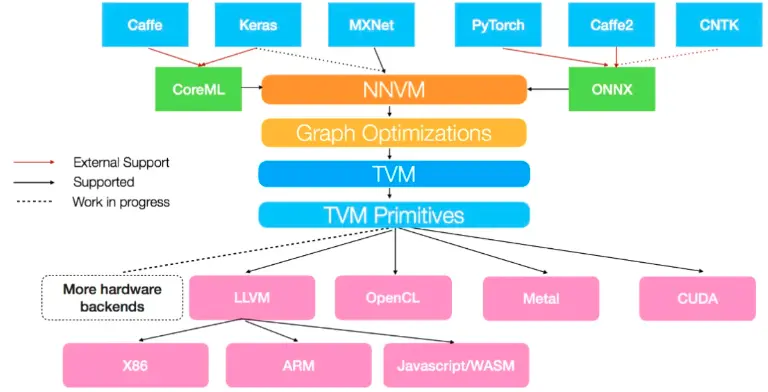 Caffe
Keras
MXNet
PyTorch
Caffe2
CNTK
CoreML
NNVM
ONNX
Graph Optimizations
External Support
Supported
Work in progress
TVM
TVM Primitives
More hardware
backends
LLVM
OpenCL
Metal
CUDA
X86
ARM
Javascript/WASM